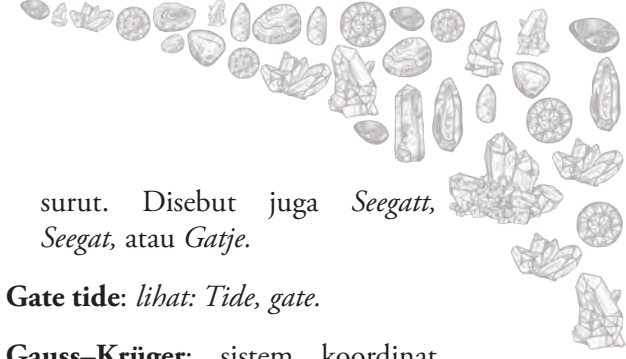 surut. Disebut juga Seegatt,
Seegat, atau Gatje.
Gate tide: lihat: Tide, gate.
Gauss–Krüger: sistem koordinat